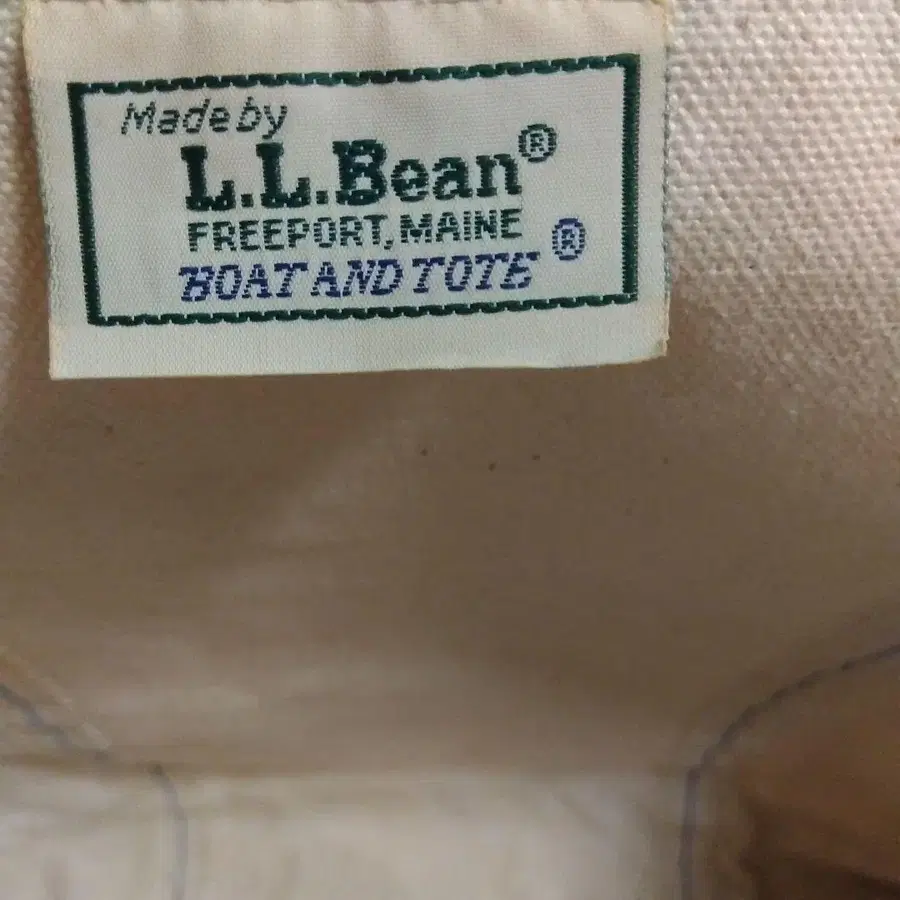 Made by
L.L.Bean®
FREEPORT, MAINE
BOAT AND TOTE ®